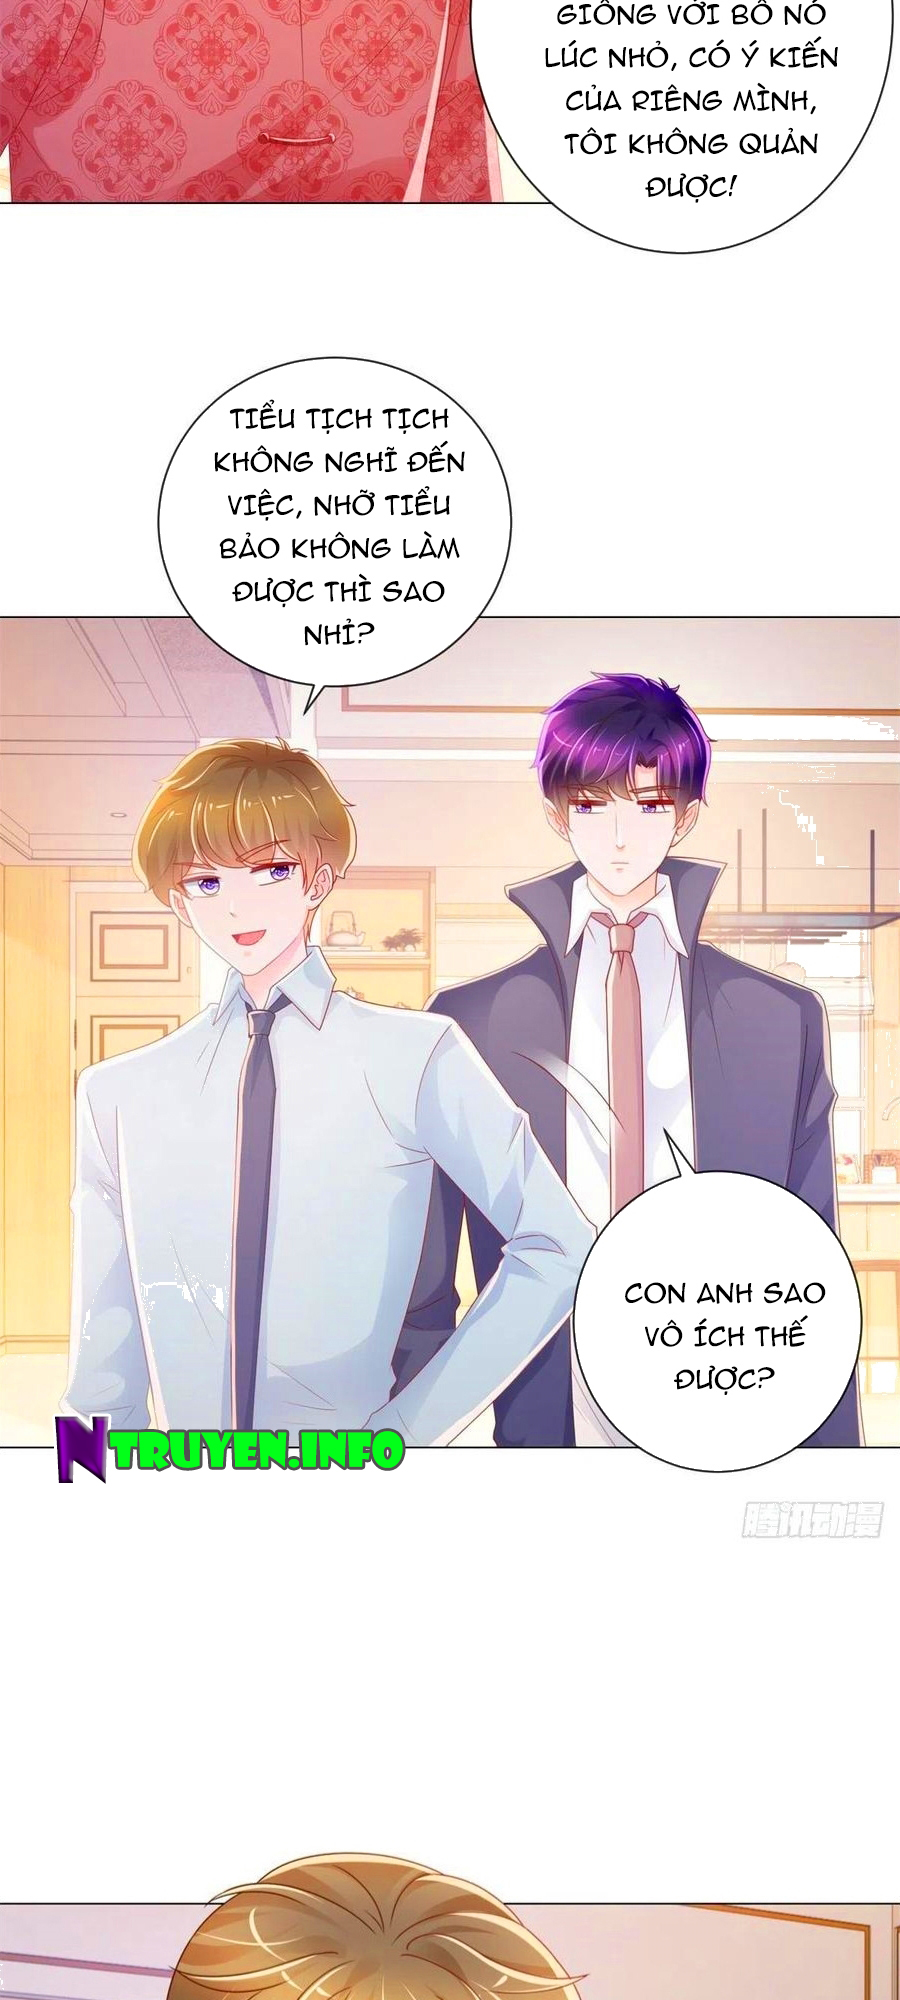 GIỐNG VỚI BỐ NÓ
LÚC NHỎ, CÓ Ý KIẾN
CỦA RIÊNG MÌNH,
TÔI KHÔNG QUẢN
ĐƯỢC!
TIỂU TỊCH TỊCH
KHÔNG NGHĨ ĐẾN
VIỆC, NHỠ TIỂU
BẢO KHÔNG LÀM
ĐƯỢC THÌ SAO
NHỈ?
CON ANH SAO
VÔ ÍCH THẾ
ĐƯỢC?
NTRUYEN.INFO
腾讯动漫